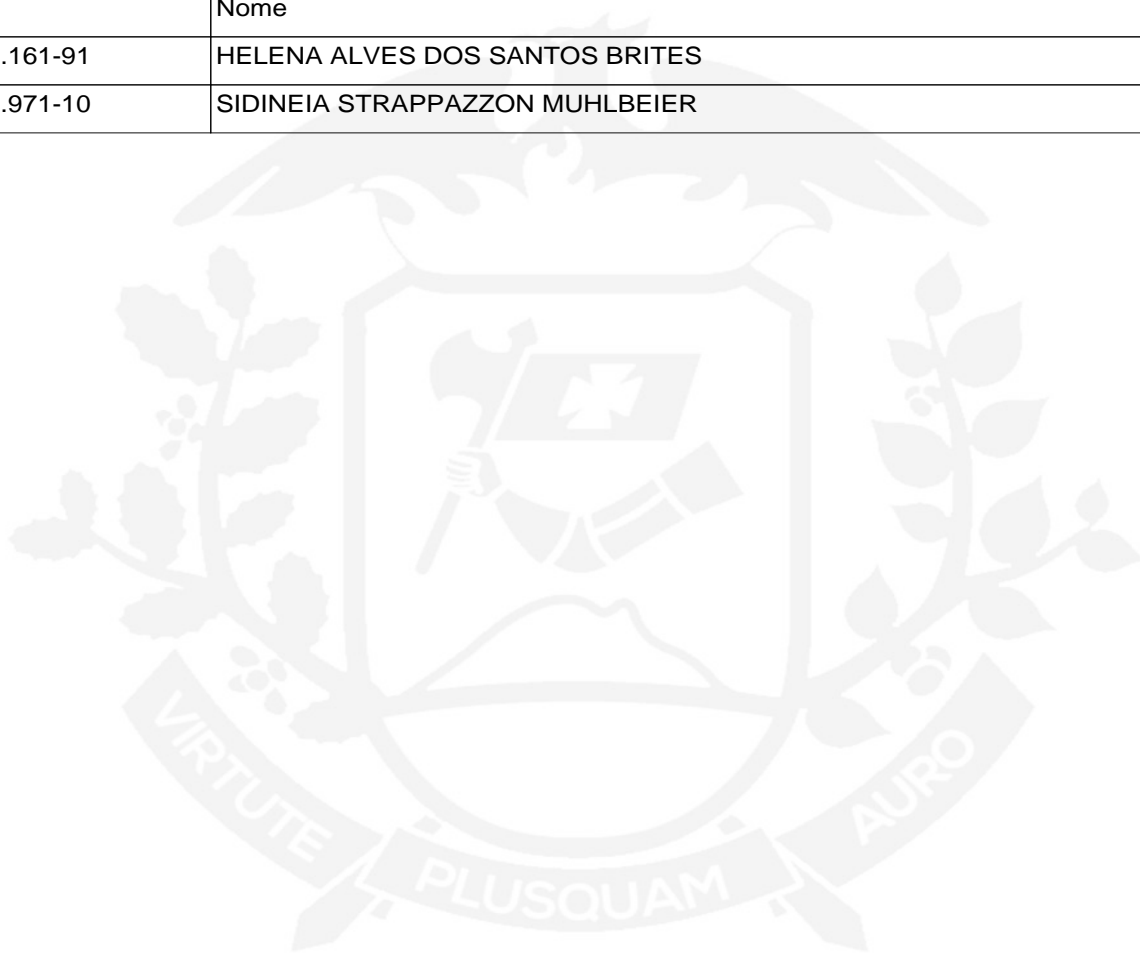 Nome
.161-91 HELENA ALVES DOS SANTOS BRITES
.971-10 SIDINEIA STRAPPAZZON MUHLBEIER
VIRTUTE PLUSQUAM AURO